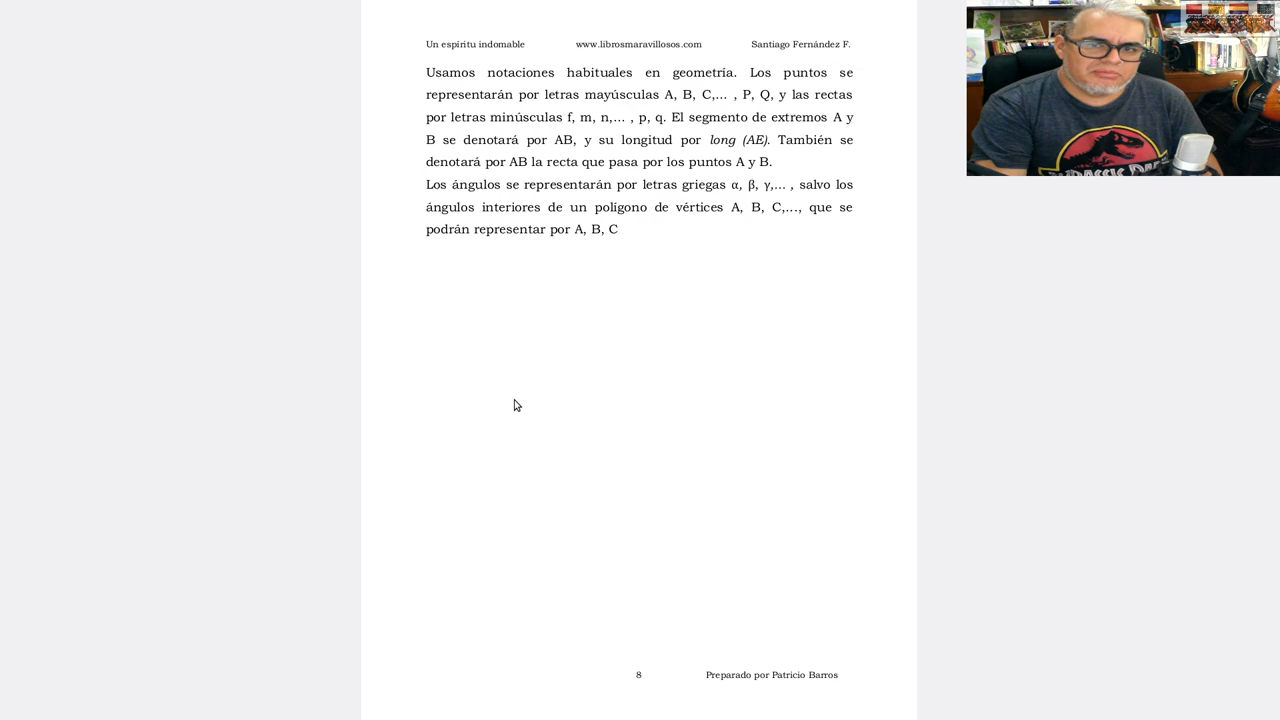 Un espíritu indomable www.librosmaravillosos.com Santiago Fernández F.
Usamos notaciones habituales en geometría. Los puntos se
representarán por letras mayúsculas A, B, C,... , P, Q, y las rectas
por letras minúsculas f, m, n,... , p, q. El segmento de extremos A y
B se denotará por AB, y su longitud por long (AE). También se
denotará por AB la recta que pasa por los puntos A y B.
Los ángulos se representarán por letras griegas α, β, γ,... , salvo los
ángulos interiores de un polígono de vértices A, B, C,..., que se
podrán representar por A, B, C
8 Preparado por Patricio Barros